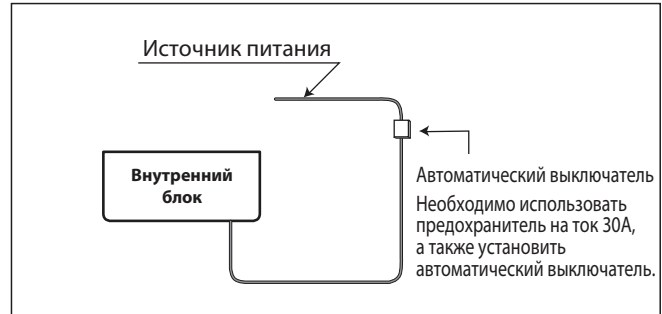 Источник питания
Внутренний
блок
Автоматический выключатель
Необходимо использовать
предохранитель на ток 30А,
а также установить
автоматический выключатель.